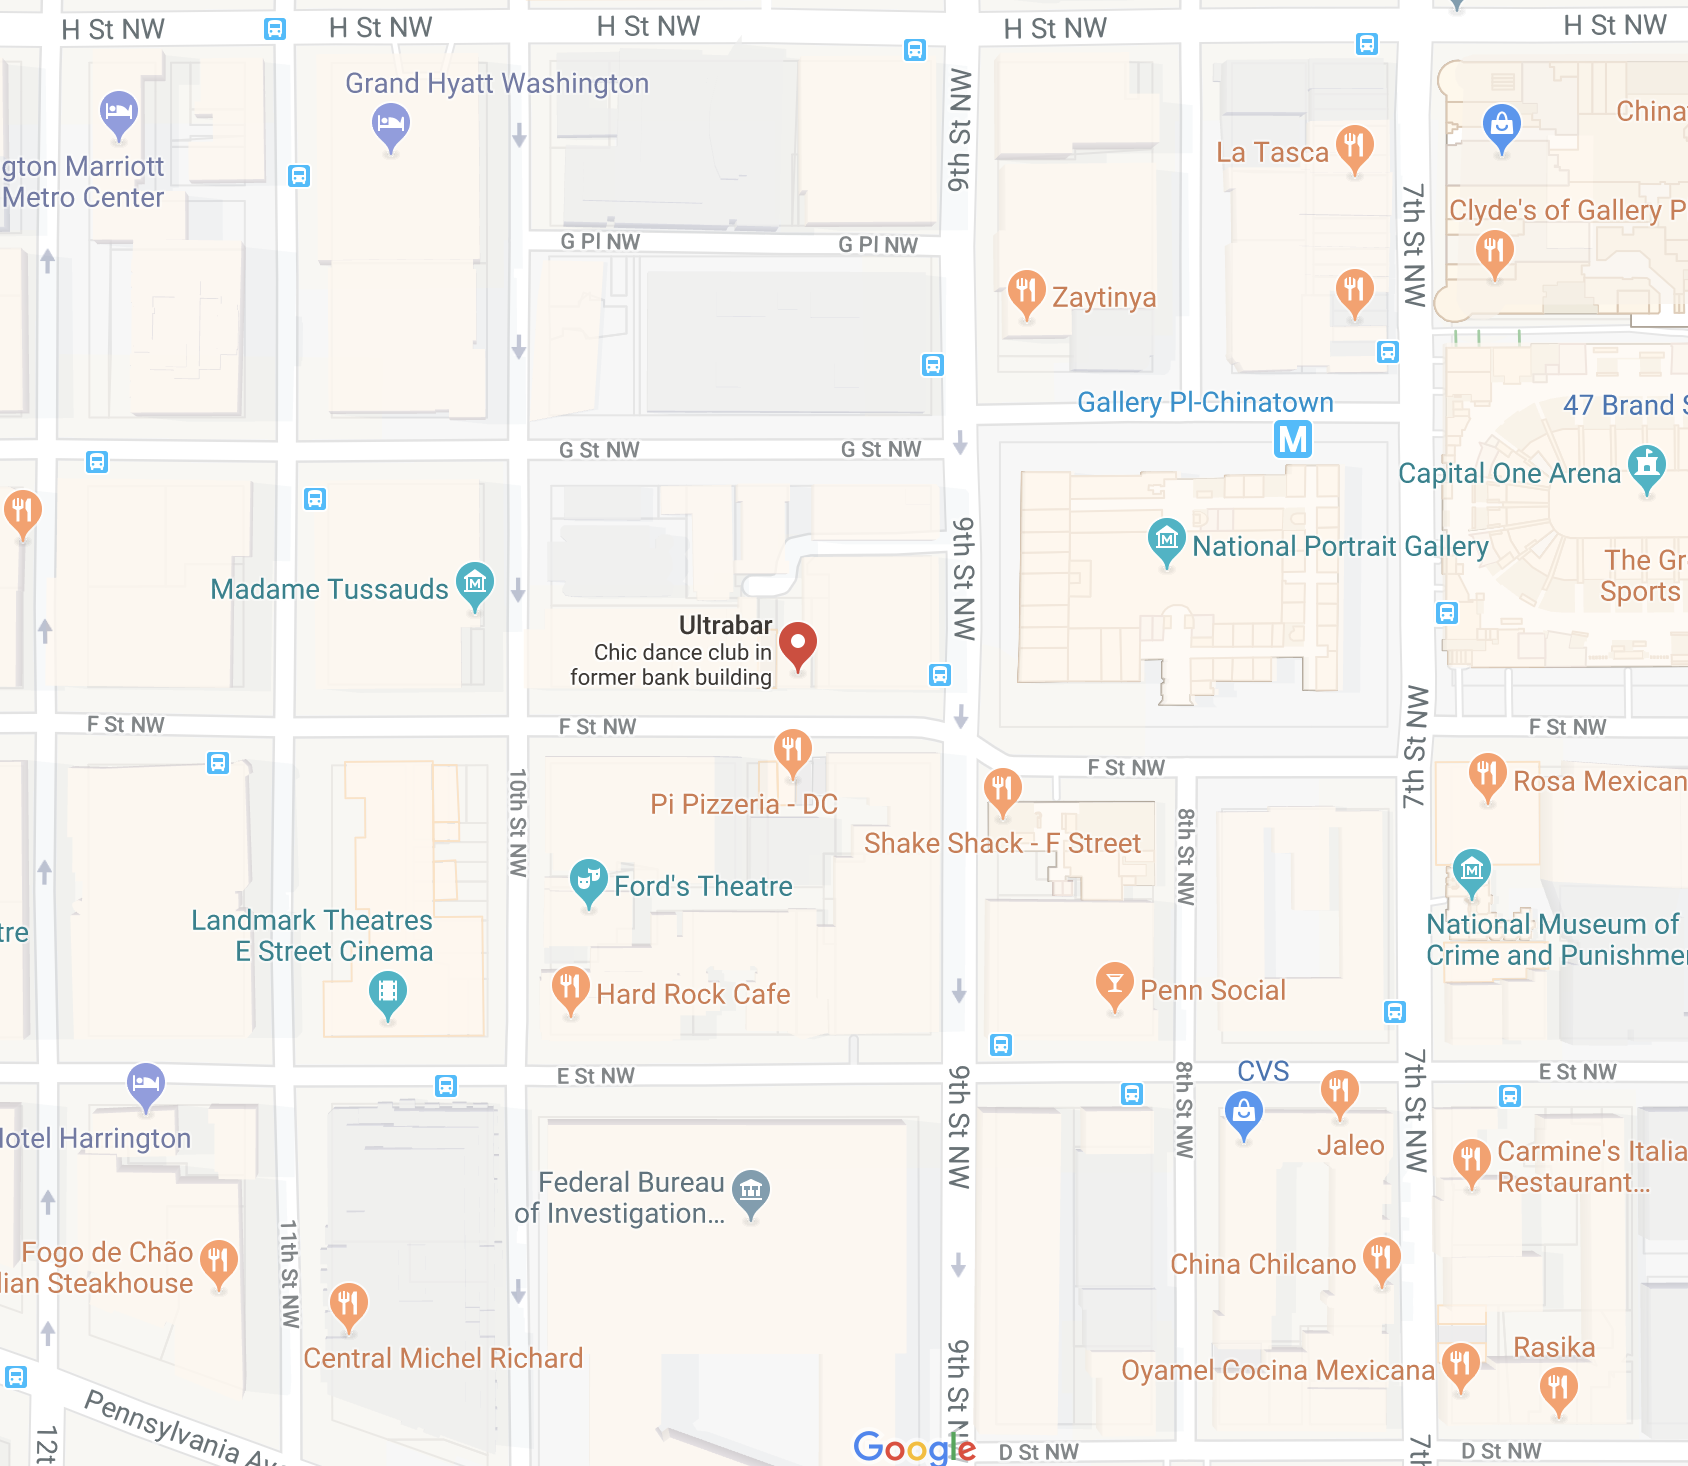 H St NW
H St NW
H St NW
H St NW
H St NW
Grand Hyatt Washington
gton Marriott
Metro Center
9th St NW
La Tasca
China
Clyde's of Gallery P
7th St NW
G Pl NW
G Pl NW
Zaytinya
Gallery Pl-Chinatown
M
47 Brand S
G St NW
G St NW
Capital One Arena
9th St NW
National Portrait Gallery
The Gr
Sports
Madame Tussauds
Ultrabar
Chic dance club in
former bank building
F St NW
F St NW
F St NW
F St NW
7th St NW
10th St NW
Pi Pizzeria - DC
Rosa Mexican
Shake Shack - F Street
8th St NW
Ford's Theatre
Landmark Theatres
E Street Cinema
tre
National Museum of
Crime and Punishme
Hard Rock Cafe
Penn Social
E St NW
E St NW
CVS
9th St NW
8th St NW
7th St NW
Hotel Harrington
Jaleo
Carmine's Italia
Restaurant...
Federal Bureau
of Investigation...
11th St NW
Fogo de Chão
lian Steakhouse
China Chilcano
Central Michel Richard
Oyamel Cocina Mexicana
Rasika
Pennsylvania Av
12t
9th St N
Google
D St NW
7th
D St NW